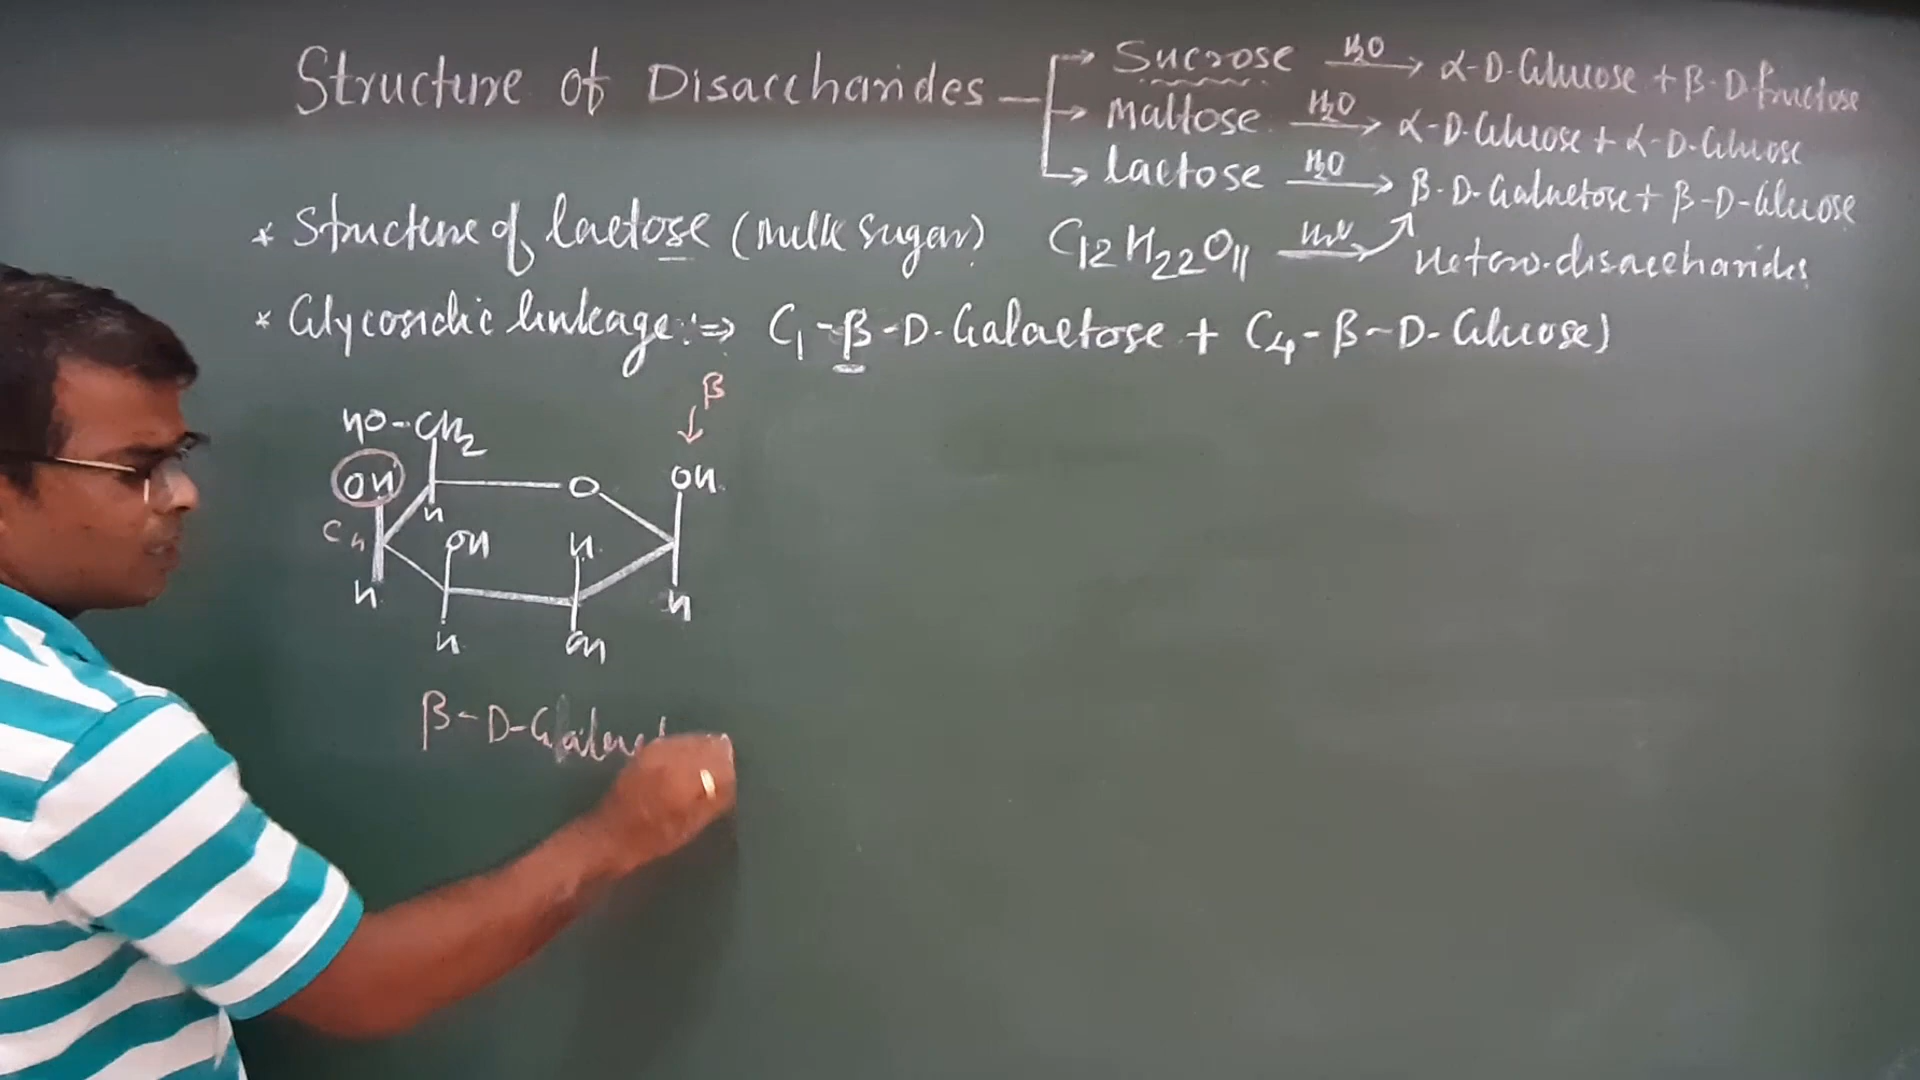 Structure of Disaccharides → Sucrose H2O→ α-D-Glucose + β-D-fructose
→ Maltose H2O→ α-D-Glucose + α-D-Glucose
→ lactose H2O→ β-D-Galactose + β-D-Glucose
* Structure of lactose (Milk sugar) C12H22O11 → Hetero-disaccharides
* Glycosidic linkage :⇒ C1-β-D-Galactose + C4-β-D-Glucose)
β
HO-CH2
OH O OH
H
C4 OH H
H H
H OH
β-D-Galact